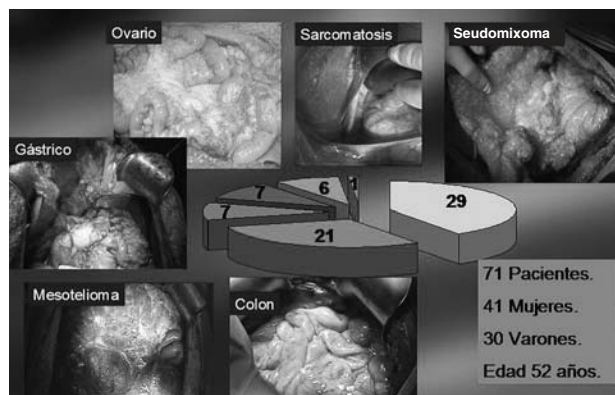 Ovario
Sarcomatosis
Seudomixoma
Gástrico
7
6
1
29
7
21
Mesotelioma
Colon
71 Pacientes.
41 Mujeres.
30 Varones.
Edad 52 años.